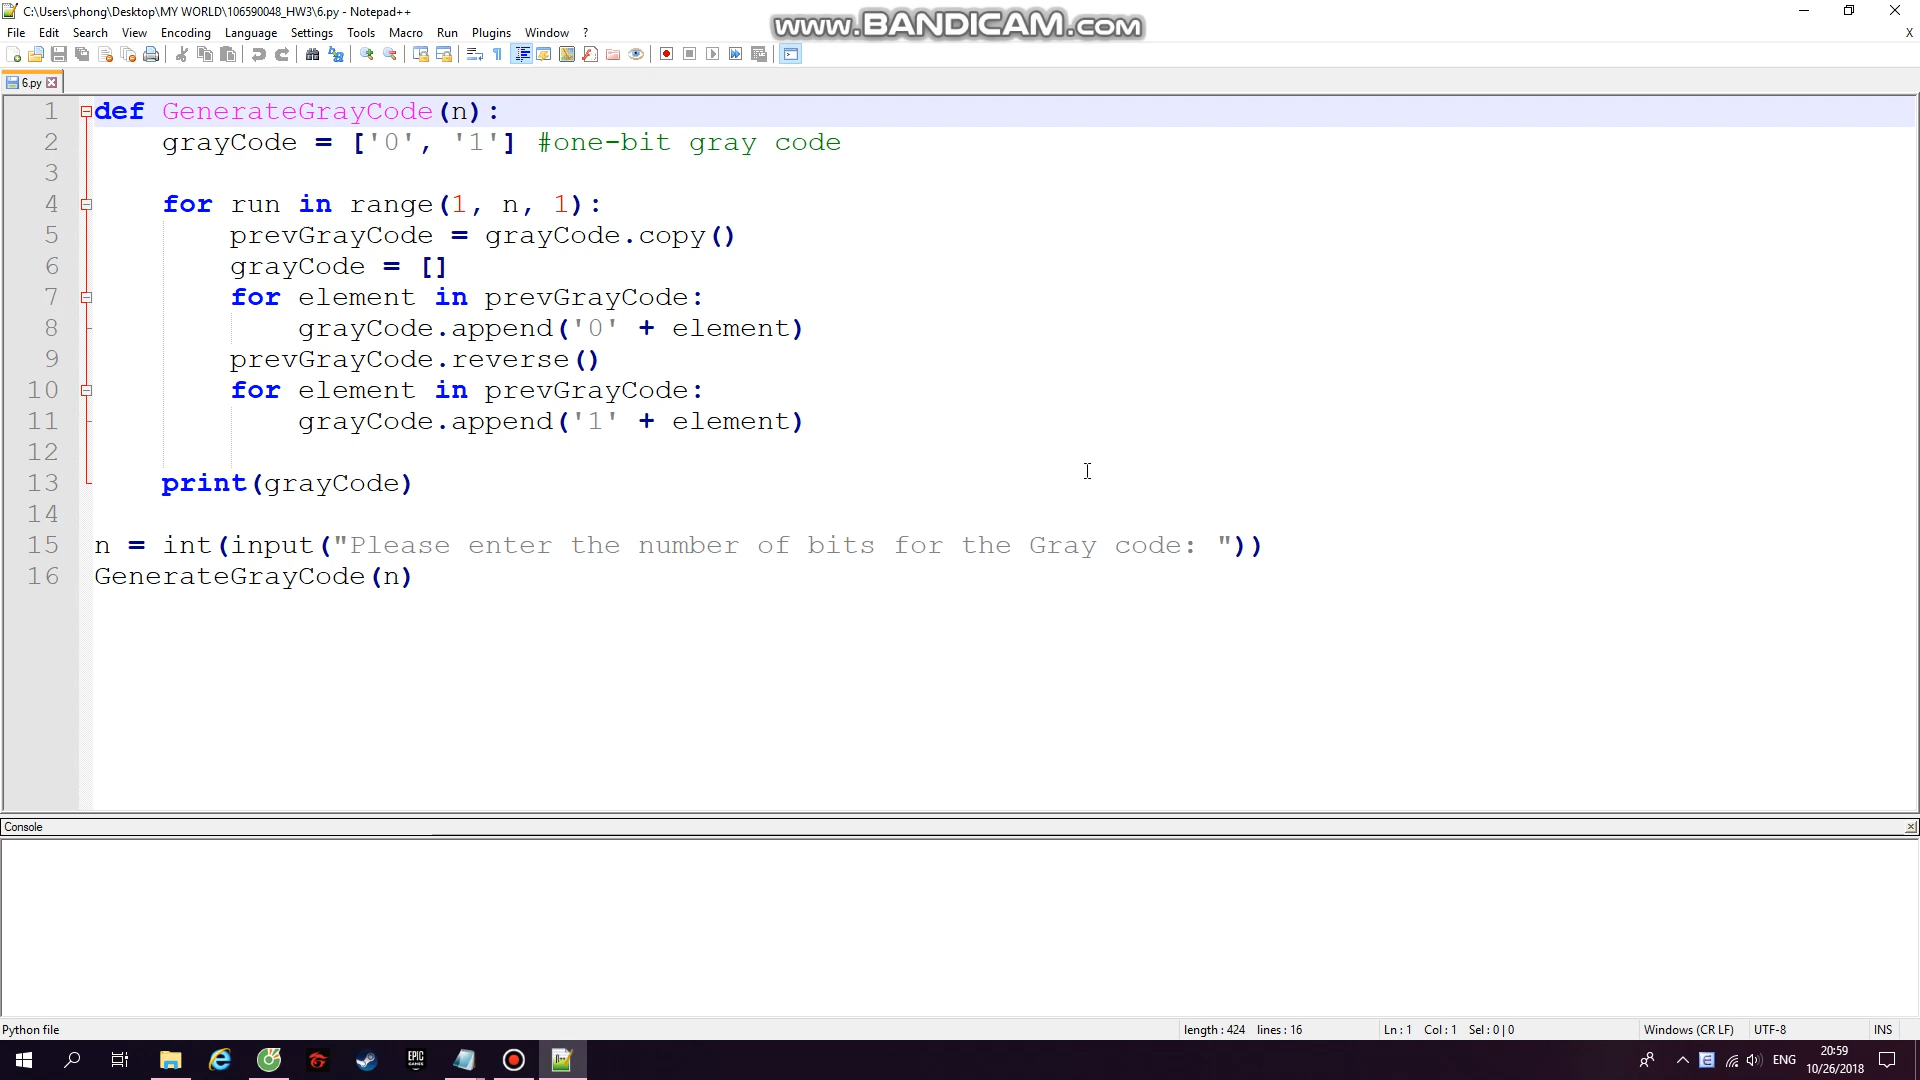 C:\Users\phong\Desktop\MY WORLD\106590048_HW3\6.py - Notepad++
www.BANDICAM.com
File Edit Search View Encoding Language Settings Tools Macro Run Plugins Window ? X
6.py
1 def GenerateGrayCode(n):
2     grayCode = ['0', '1'] #one-bit gray code
3
4     for run in range(1, n, 1):
5         prevGrayCode = grayCode.copy()
6         grayCode = []
7         for element in prevGrayCode:
8             grayCode.append('0' + element)
9         prevGrayCode.reverse()
10         for element in prevGrayCode:
11             grayCode.append('1' + element)
12
13     print(grayCode)
14
15 n = int(input("Please enter the number of bits for the Gray code: "))
16 GenerateGrayCode(n)
Console
Python file length : 424 lines : 16 Ln : 1 Col : 1 Sel : 0 | 0 Windows (CR LF) UTF-8 INS
EPIC GAMES
E
ENG
20:59
10/26/2018